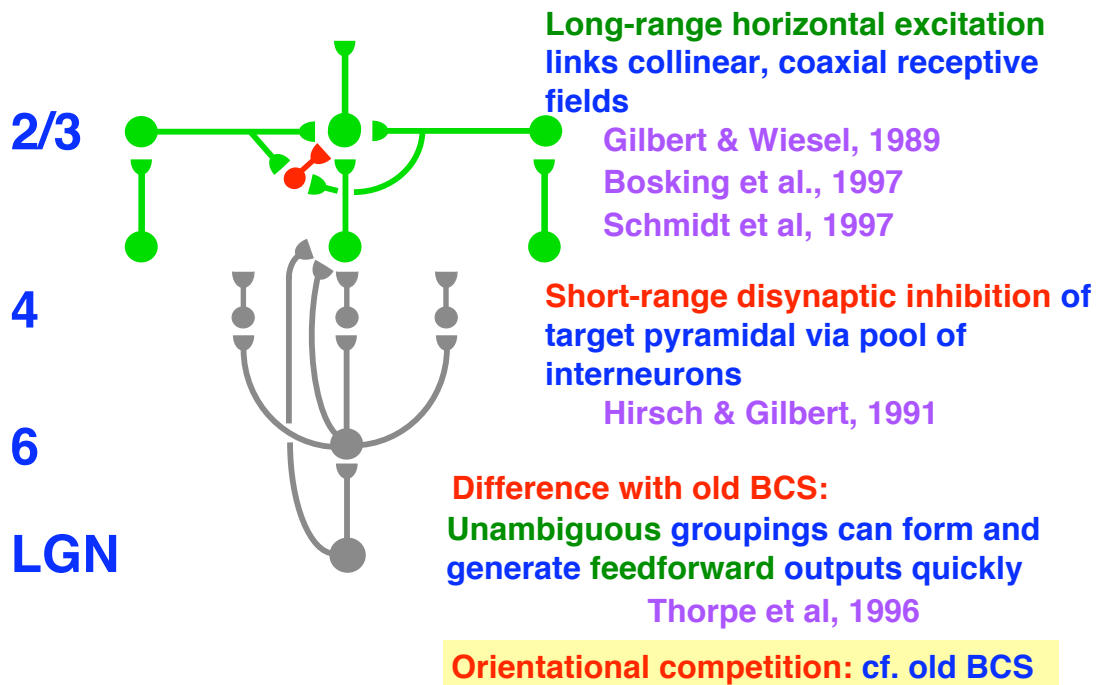 2/3
4
6
LGN
Long-range horizontal excitation
links collinear, coaxial receptive
fields
Gilbert & Wiesel, 1989
Bosking et al., 1997
Schmidt et al, 1997
Short-range disynaptic inhibition of
target pyramidal via pool of
interneurons
Hirsch & Gilbert, 1991
Difference with old BCS:
Unambiguous groupings can form and
generate feedforward outputs quickly
Thorpe et al, 1996
Orientational competition: cf. old BCS